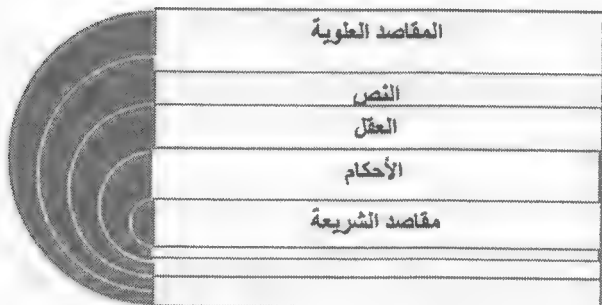 المقاصد العلوية
النص
العقل
الأحكام
مقاصد الشريعة